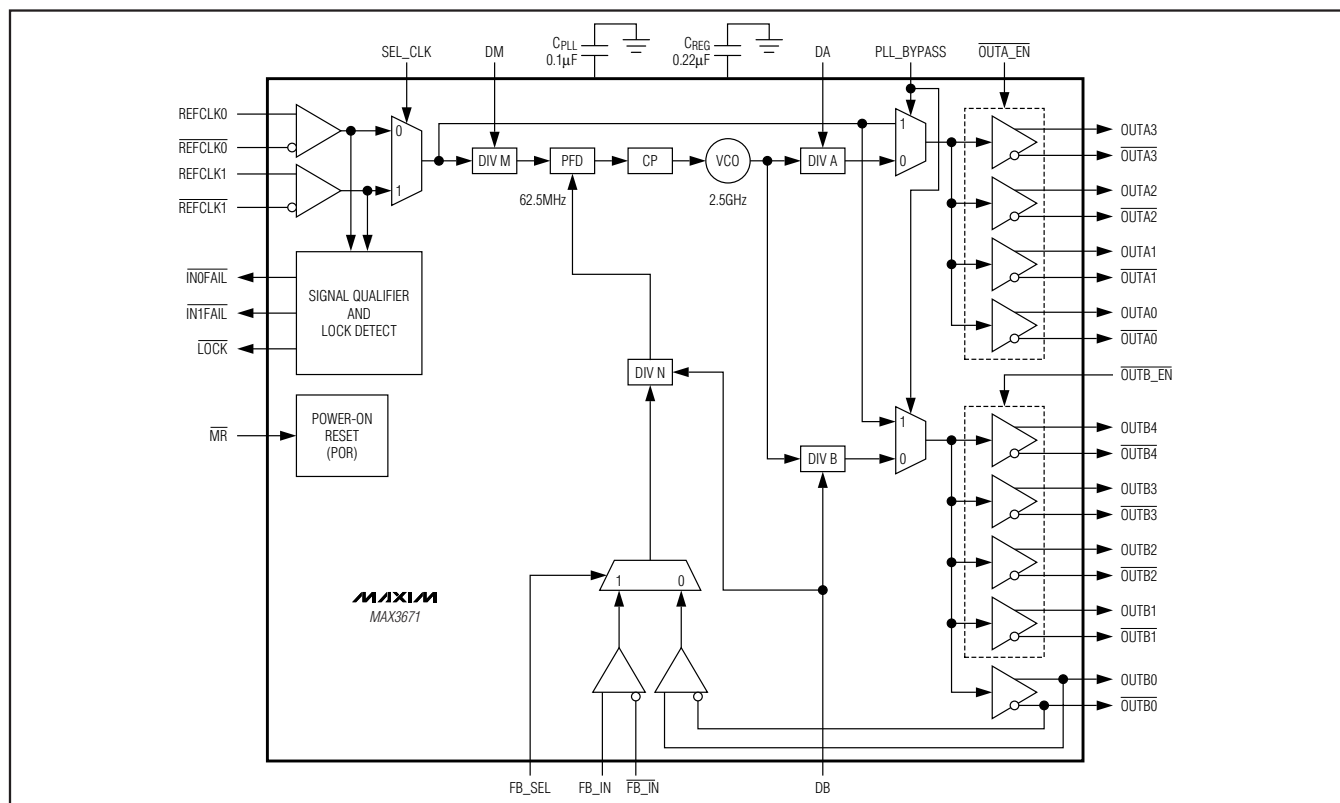 SEL_CLK
DM
CPLL
0.1µF
CREG
0.22µF
DA
PLL_BYPASS
OUTA_EN
REFCLK0
REFCLK0
REFCLK1
REFCLK1
0
1
DIV M
PFD
CP
VCO
DIV A
62.5MHz
2.5GHz
1
0
OUTA3
OUTA3
OUTA2
OUTA2
OUTA1
OUTA1
OUTA0
OUTA0
IN0FAIL
IN1FAIL
LOCK
SIGNAL QUALIFIER
AND
LOCK DETECT
DIV N
OUTB_EN
MR
POWER-ON
RESET
(POR)
1
0
DIV B
OUTB4
OUTB4
OUTB3
OUTB3
OUTB2
OUTB2
OUTB1
OUTB1
OUTB0
OUTB0
1 0
MAXIM
MAX3671
FB_SEL
FB_IN
FB_IN
DB